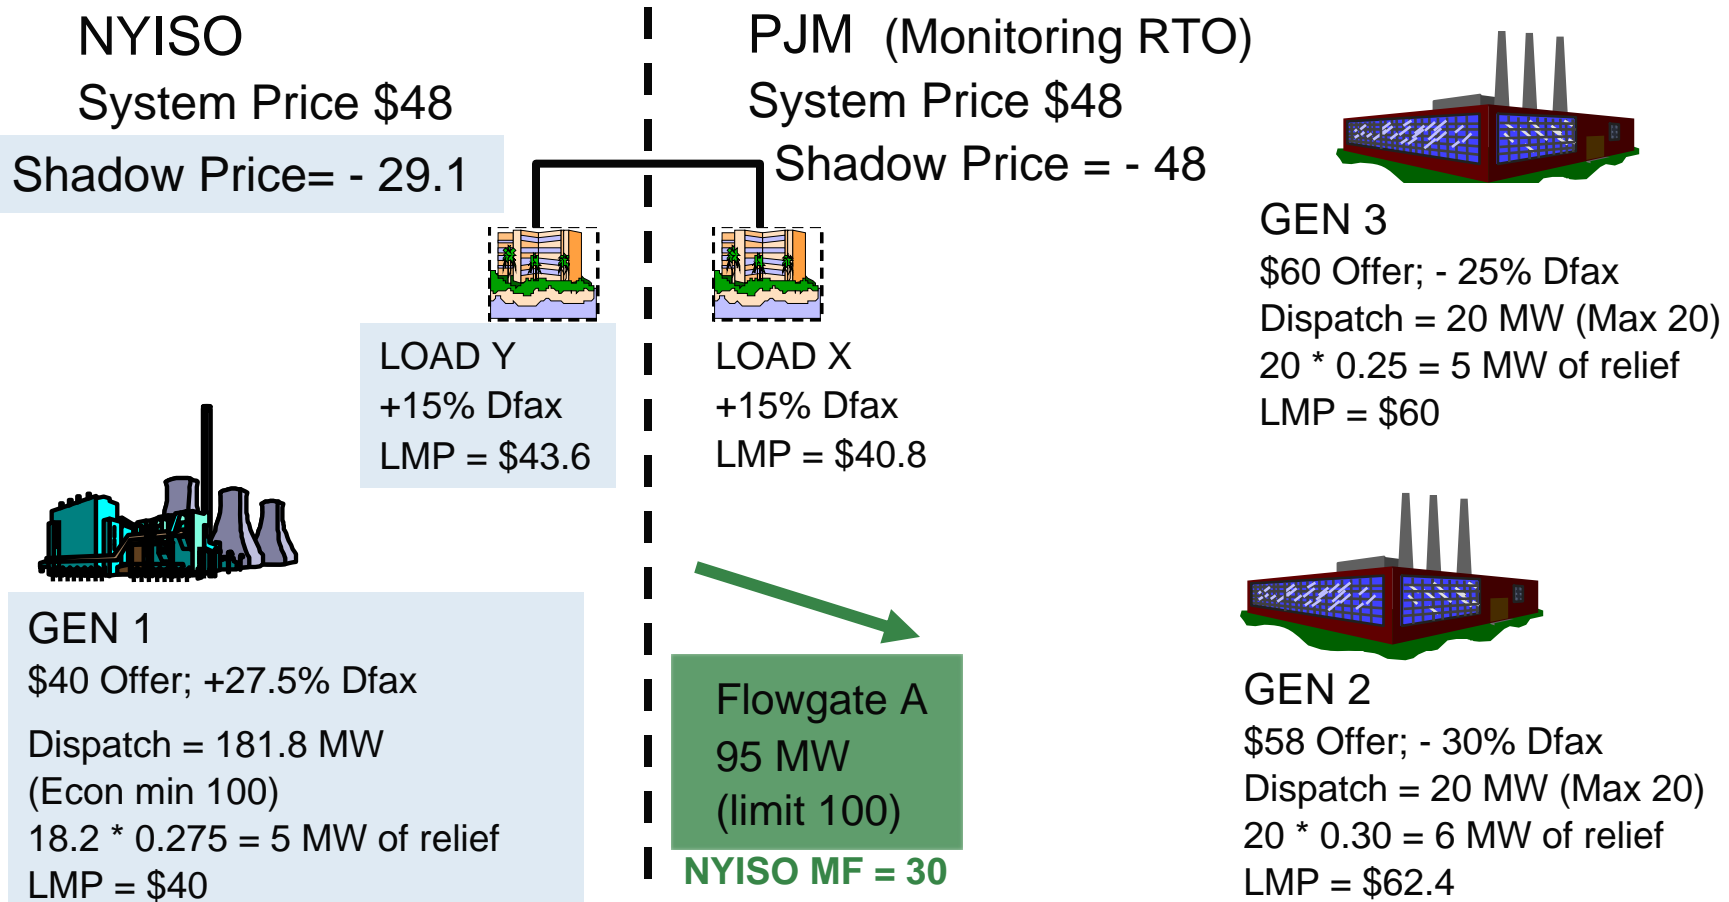 NYISO
System Price $48
Shadow Price= - 29.1
PJM (Monitoring RTO)
System Price $48
Shadow Price = - 48
GEN 3
$60 Offer; - 25% Dfax
Dispatch = 20 MW (Max 20)
20 * 0.25 = 5 MW of relief
LMP = $60
LOAD Y
+15% Dfax
LMP = $43.6
LOAD X
+15% Dfax
LMP = $40.8
GEN 1
$40 Offer; +27.5% Dfax
Dispatch = 181.8 MW
(Econ min 100)
18.2 * 0.275 = 5 MW of relief
LMP = $40
Flowgate A
95 MW
(limit 100)
NYISO MF = 30
GEN 2
$58 Offer; - 30% Dfax
Dispatch = 20 MW (Max 20)
20 * 0.30 = 6 MW of relief
LMP = $62.4